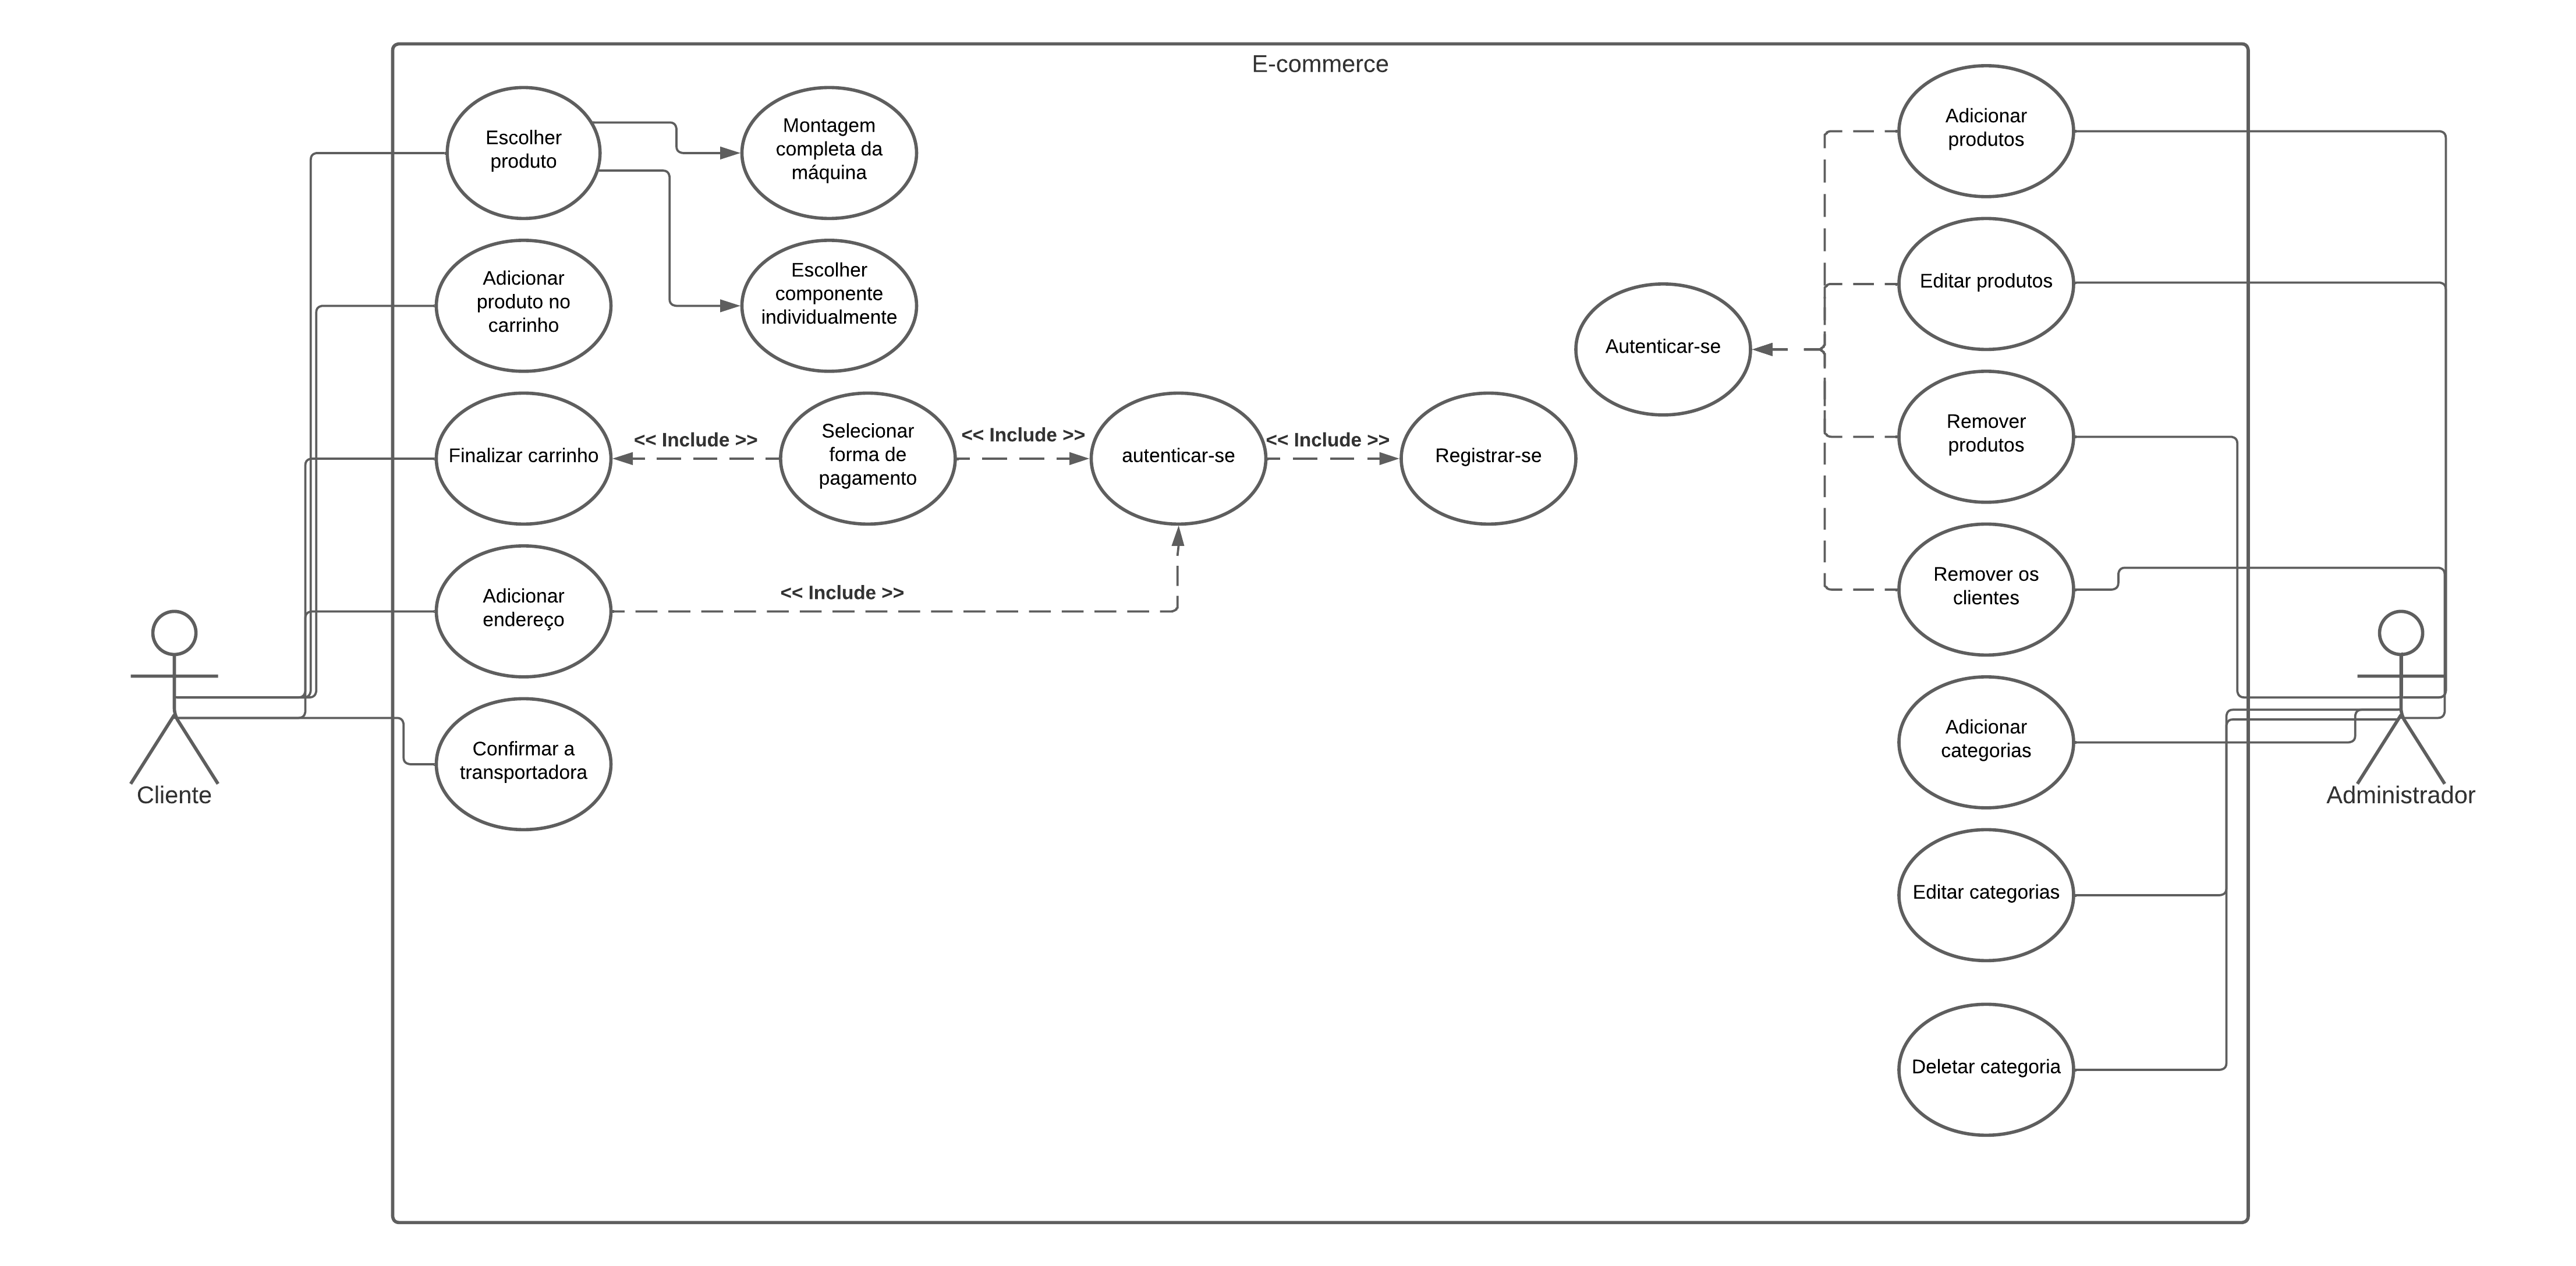 E-commerce
Escolher
produto
Montagem
completa da
máquina
Adicionar
produto no
carrinho
Escolher
componente
individualmente
Finalizar carrinho
<< Include >>
Selecionar
forma de
pagamento
<< Include >>
autenticar-se
<< Include >>
Registrar-se
Adicionar
endereço
<< Include >>
Confirmar a
transportadora
Cliente
Autenticar-se
Adicionar
produtos
Editar produtos
Remover
produtos
Remover os
clientes
Adicionar
categorias
Editar categorias
Deletar categoria
Administrador